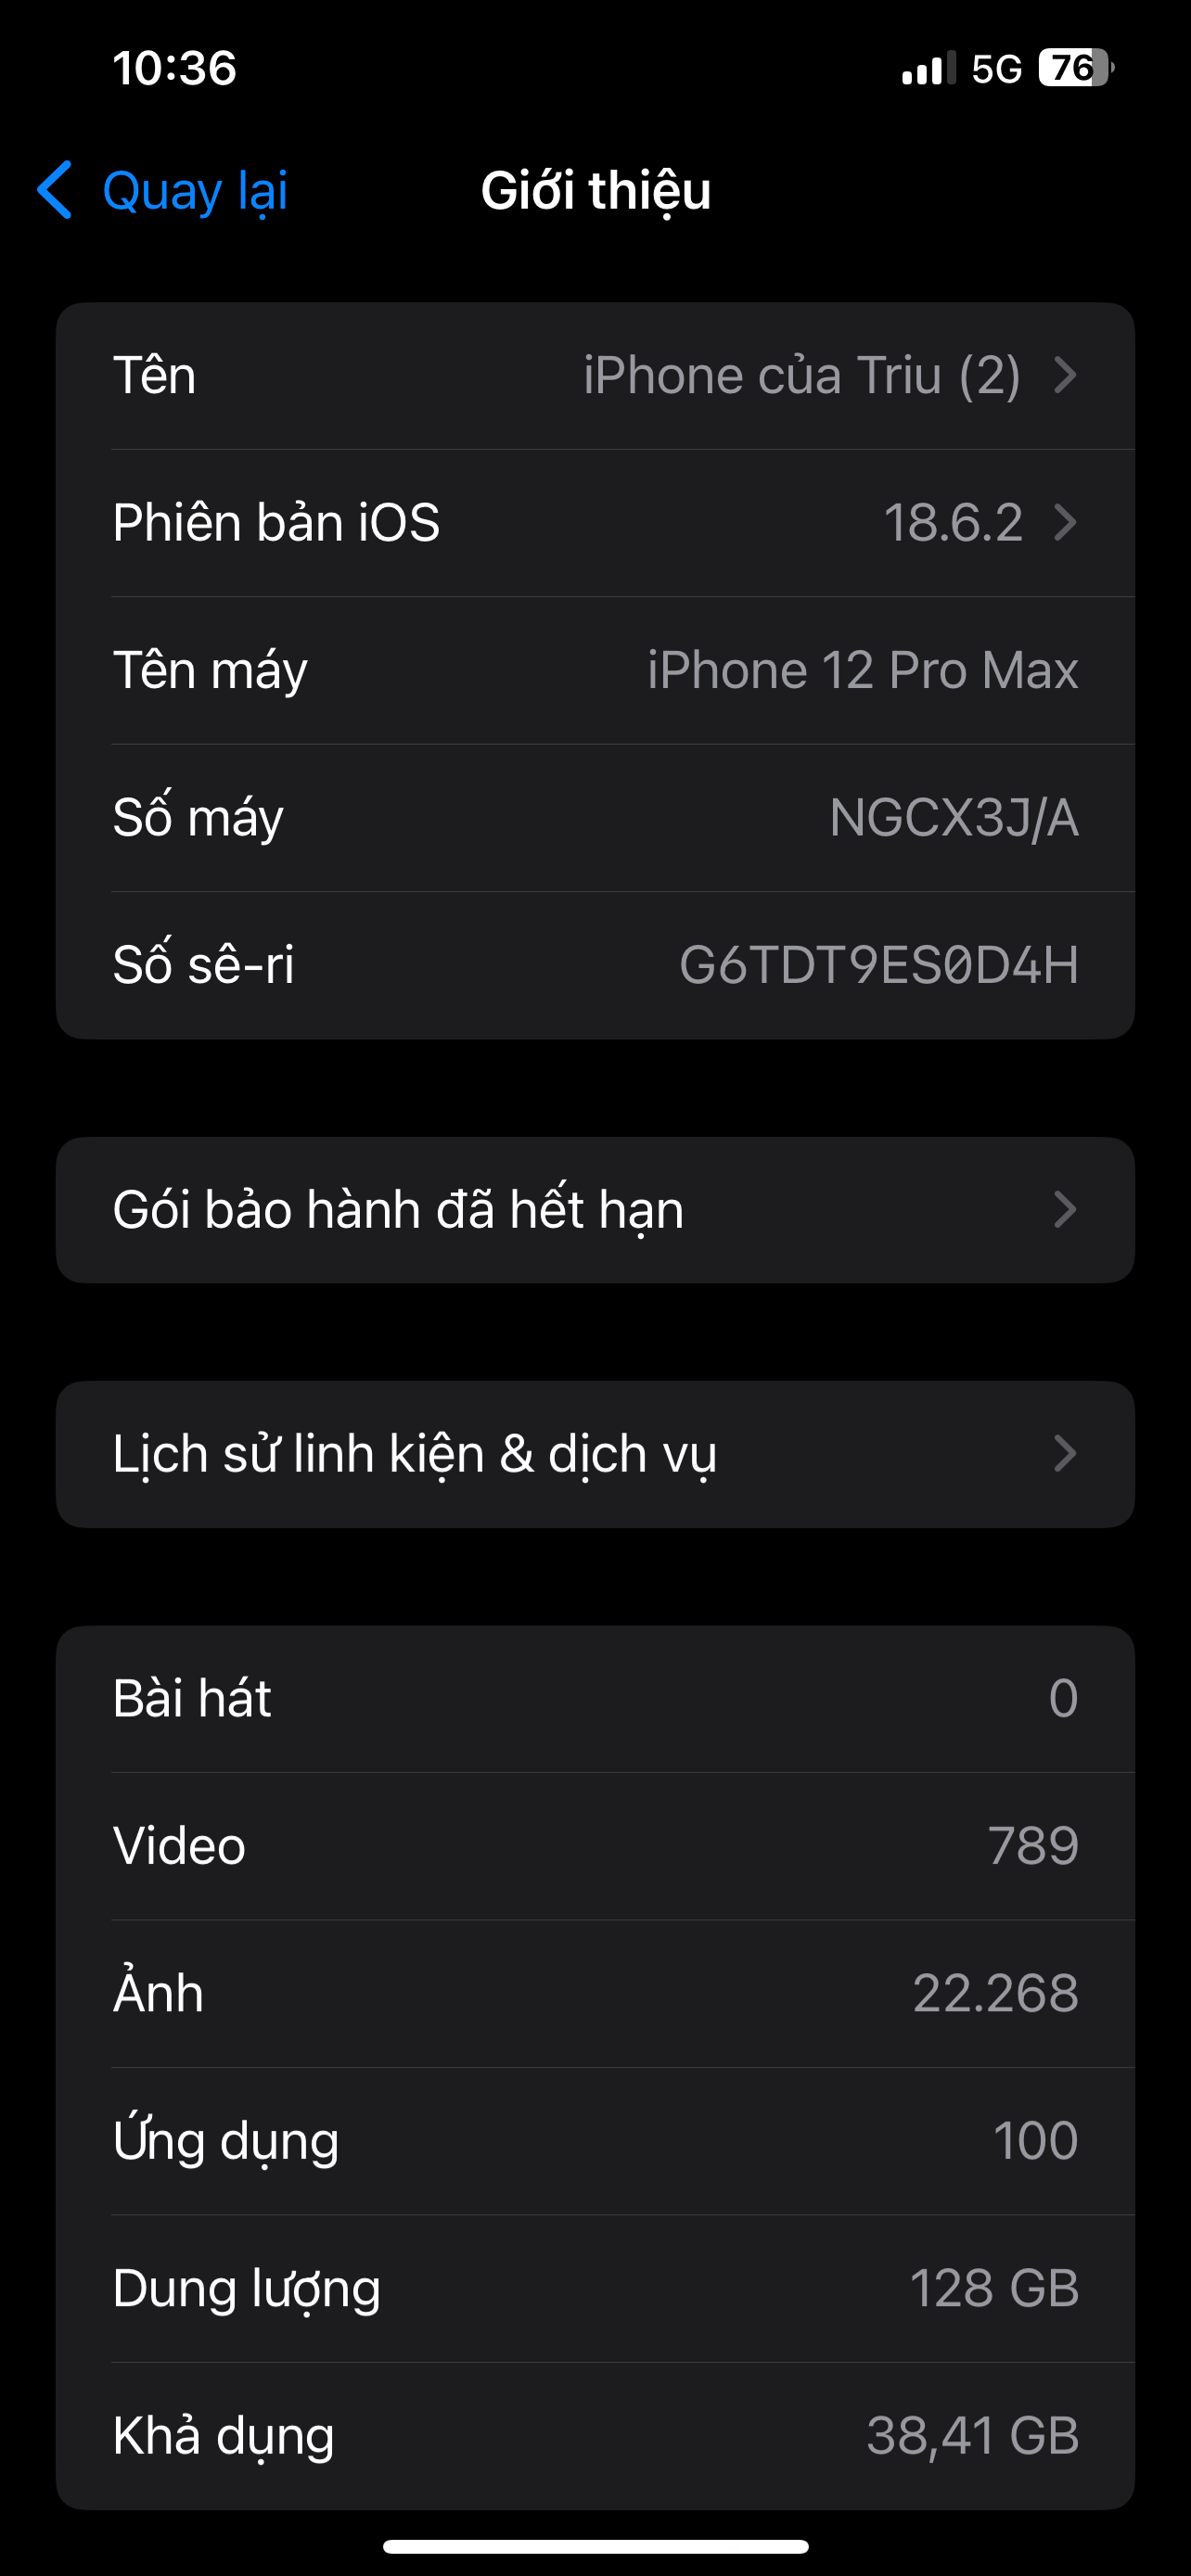 10:36 5G 76
Quay lại Giới thiệu
Tên iPhone của Triu (2)
Phiên bản iOS 18.6.2
Tên máy iPhone 12 Pro Max
Số máy NGCX3J/A
Số sê-ri G6TDT9ES0D4H
Gói bảo hành đã hết hạn
Lịch sử linh kiện & dịch vụ
Bài hát 0
Video 789
Ảnh 22.268
Ứng dụng 100
Dung lượng 128 GB
Khả dụng 38,41 GB